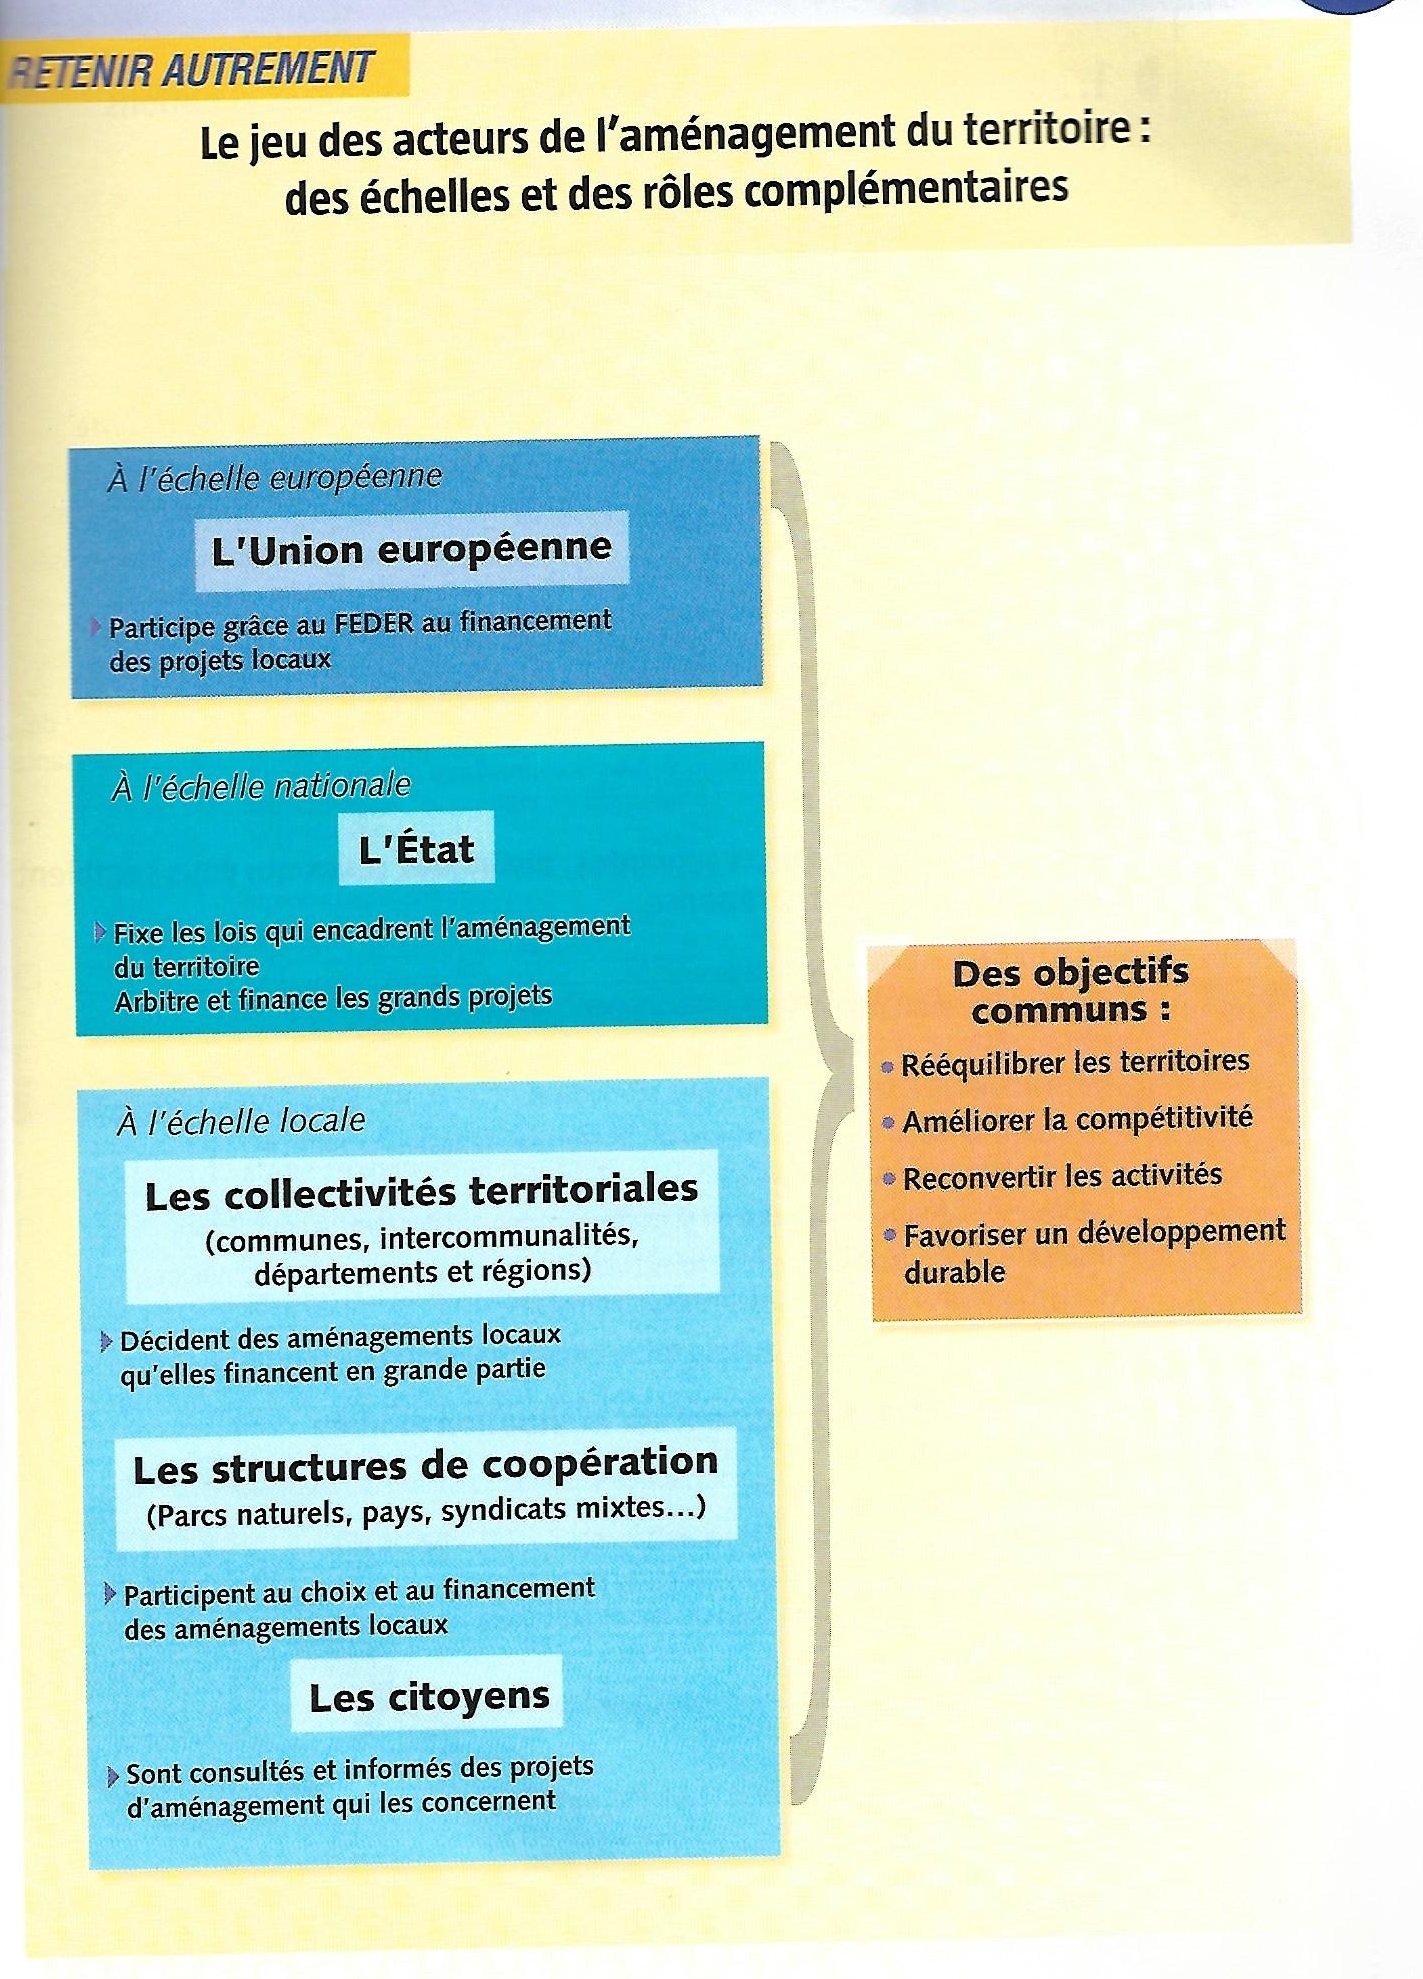 RETENIR AUTREMENT
Le jeu des acteurs de l'aménagement du territoire :
des échelles et des rôles complémentaires
À l'échelle européenne
L'Union européenne
Participe grâce au FEDER au financement
des projets locaux
À l'échelle nationale
L'État
Fixe les lois qui encadrent l'aménagement
du territoire
Arbitre et finance les grands projets
À l'échelle locale
Les collectivités territoriales
(communes, intercommunalités,
départements et régions)
Décident des aménagements locaux
qu'elles financent en grande partie
Les structures de coopération
(Parcs naturels, pays, syndicats mixtes...)
Participent au choix et au financement
des aménagements locaux
Les citoyens
Sont consultés et informés des projets
d'aménagement qui les concernent
Des objectifs
communs :
• Rééquilibrer les territoires
• Améliorer la compétitivité
• Reconvertir les activités
• Favoriser un développement
durable